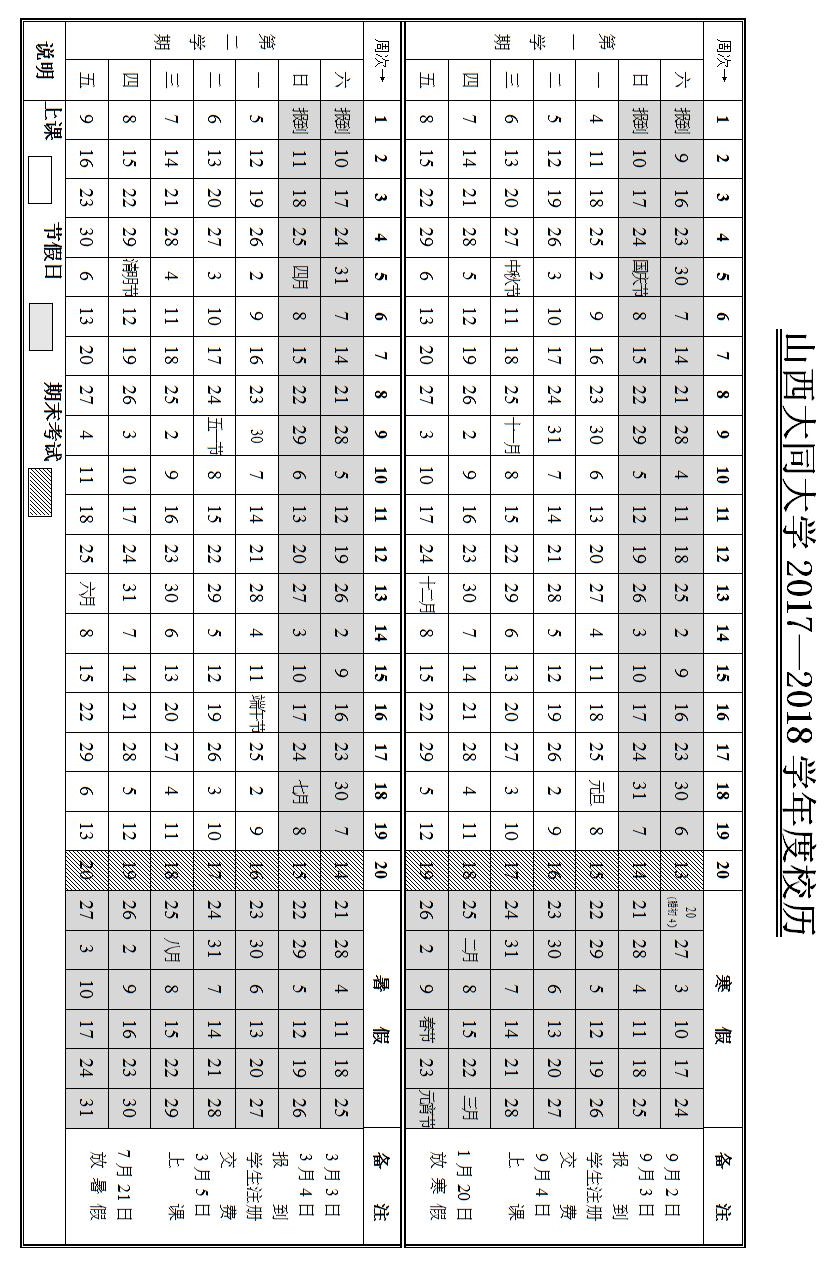 山西大同大学2017—2018学年度校历
周次→ 1 2 3 4 5 6 7 8 9 10 11 12 13 14 15 16 17 18 19 20 寒假 备注
第一学期
六 报到 9 16 23 30 7 14 21 28 4 11 18 25 2 9 16 23 30 6 13 20(腊初4) 27 3 10 17 24
日 报到 10 17 24 国庆节 8 15 22 29 5 12 19 26 3 10 17 24 31 7 14 21 28 4 11 18 25
一 4 11 18 25 2 9 16 23 30 6 13 20 27 4 11 18 25 元旦 8 15 22 29 5 12 19 26
二 5 12 19 26 3 10 17 24 31 7 14 21 28 5 12 19 26 2 9 16 23 30 6 13 20 27
三 6 13 20 27 中秋节 11 18 25 十一月 8 15 22 29 6 13 20 27 3 10 17 24 31 7 14 21 28
四 7 14 21 28 5 12 19 26 2 9 16 23 30 7 14 21 28 4 11 18 25 二月 8 15 22 三月
五 8 15 22 29 6 13 20 27 3 10 17 24 十二月 8 15 22 29 5 12 19 26 2 9 春节 23 元宵节
9月2日
9月3日
报到
学生注册
交费
9月4日
上课
1月20日
放寒假
周次→ 1 2 3 4 5 6 7 8 9 10 11 12 13 14 15 16 17 18 19 20 暑假 备注
第二学期
六 报到 10 17 24 31 7 14 21 28 5 12 19 26 2 9 16 23 30 7 14 21 28 4 11 18 25
日 报到 11 18 25 四月 8 15 22 29 6 13 20 27 3 10 17 24 七月 8 15 22 29 5 12 19 26
一 5 12 19 26 2 9 16 23 30 7 14 21 28 4 11 端午节 25 2 9 16 23 30 6 13 20 27
二 6 13 20 27 3 10 17 24 五一节 8 15 22 29 5 12 19 26 3 10 17 24 31 7 14 21 28
三 7 14 21 28 4 11 18 25 2 9 16 23 30 6 13 20 27 4 11 18 25 八月 8 15 22 29
四 8 15 22 29 清明节 12 19 26 3 10 17 24 31 7 14 21 28 5 12 19 26 2 9 16 23 30
五 9 16 23 30 6 13 20 27 4 11 18 25 六月 8 15 22 29 6 13 20 27 3 10 17 24 31
3月3日
3月4日
报到
学生注册
交费
3月5日
上课
7月21日
放暑假
说明 上课 节假日 期末考试